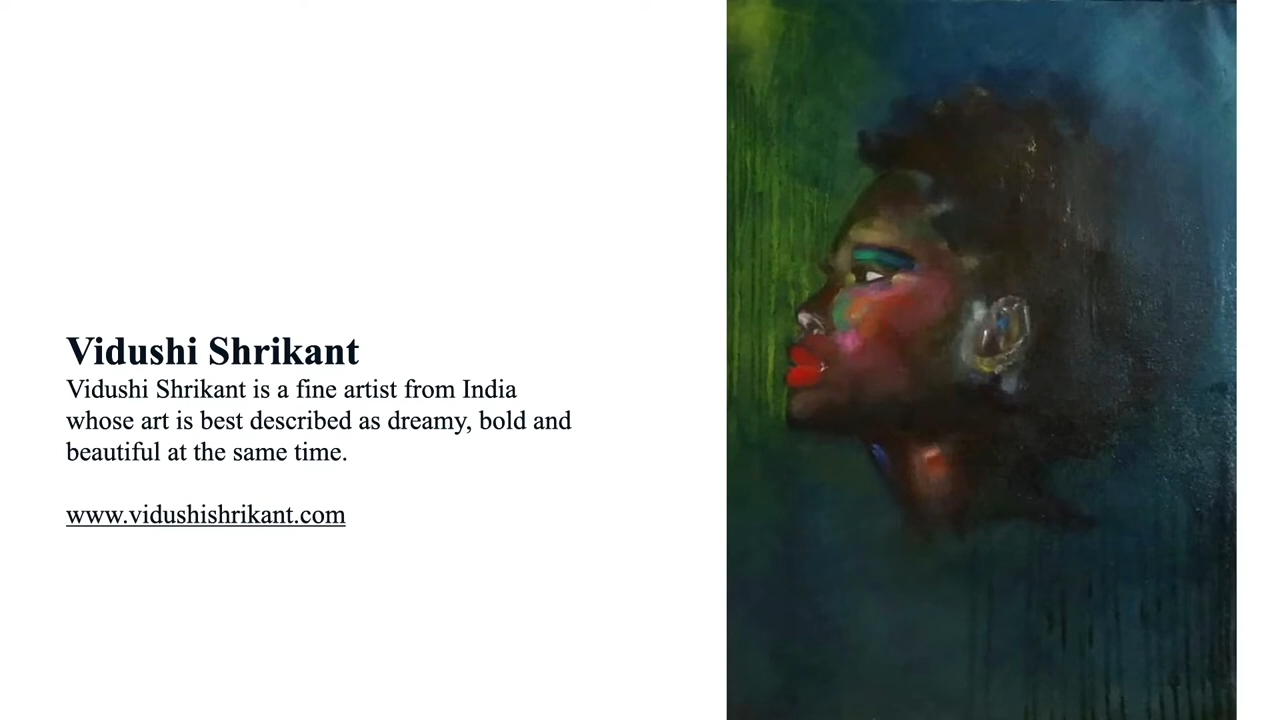 Vidushi Shrikant
Vidushi Shrikant is a fine artist from India
whose art is best described as dreamy, bold and
beautiful at the same time.
www.vidushishrikant.com